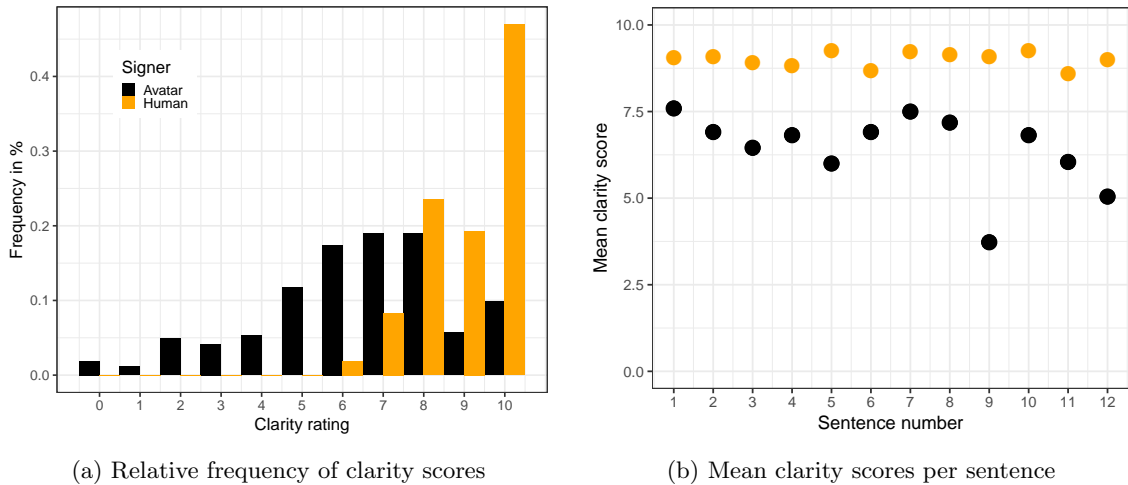 Signer
Avatar
Human
Frequency in %
0.4
0.3
0.2
0.1
0.0
0 1 2 3 4 5 6 7 8 9 10
Clarity rating
(a) Relative frequency of clarity scores
Mean clarity score
10.0
7.5
5.0
2.5
0.0
1 2 3 4 5 6 7 8 9 10 11 12
Sentence number
(b) Mean clarity scores per sentence